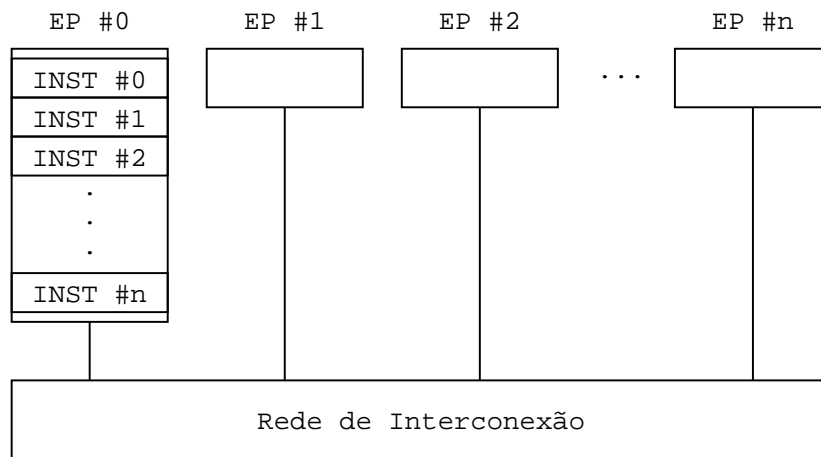 EP #0 EP #1 EP #2 EP #n
INST #0
...
INST #1
INST #2
.
.
.
INST #n
Rede de Interconexão